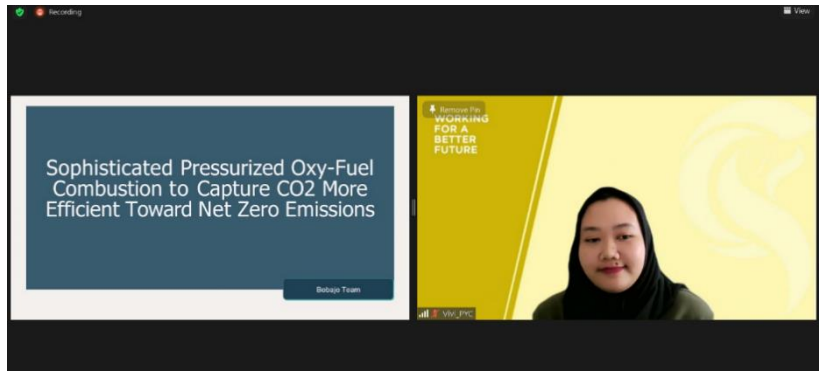 Recording
View
Sophisticated Pressurized Oxy-Fuel
Combustion to Capture CO2 More
Efficient Toward Net Zero Emissions
Bobajo Team
Remove Pin
WORKING
FOR A
BETTER
FUTURE
Vivi_PYC